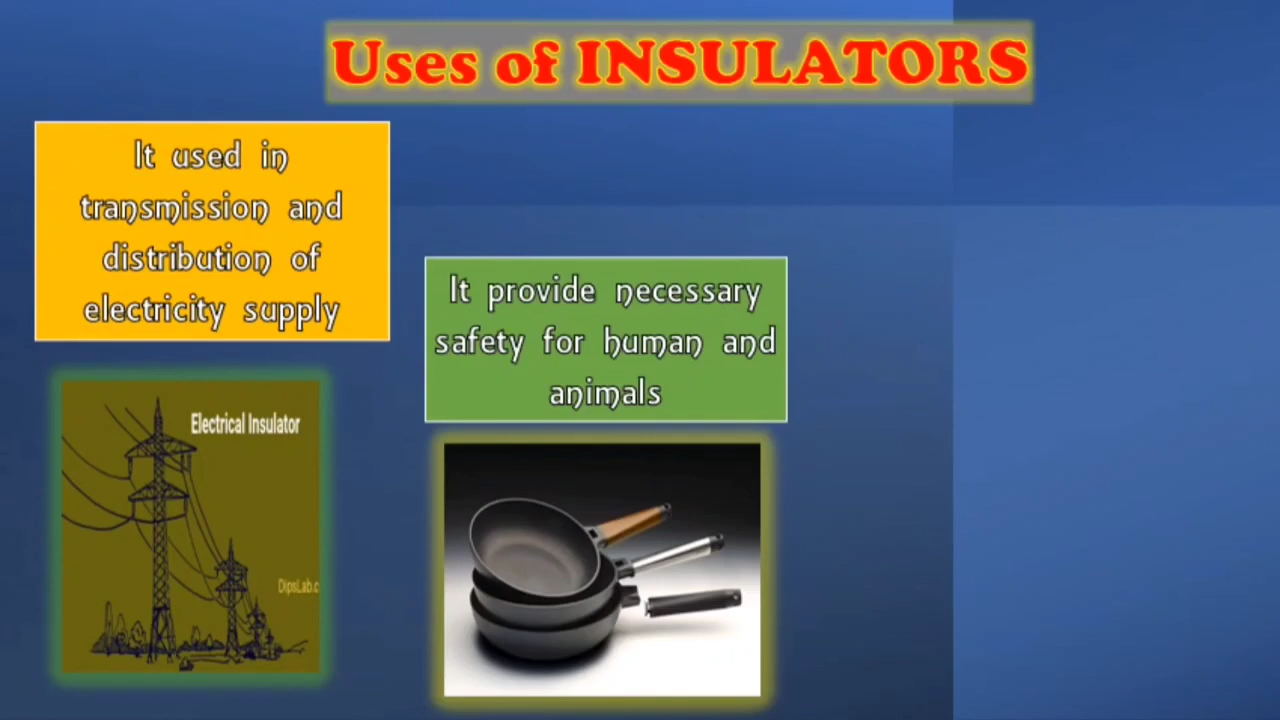 Uses of INSULATORS
It used in
transmission and
distribution of
electricity supply
It provide necessary
safety for human and
animals
Electrical Insulator
DipsLab.c